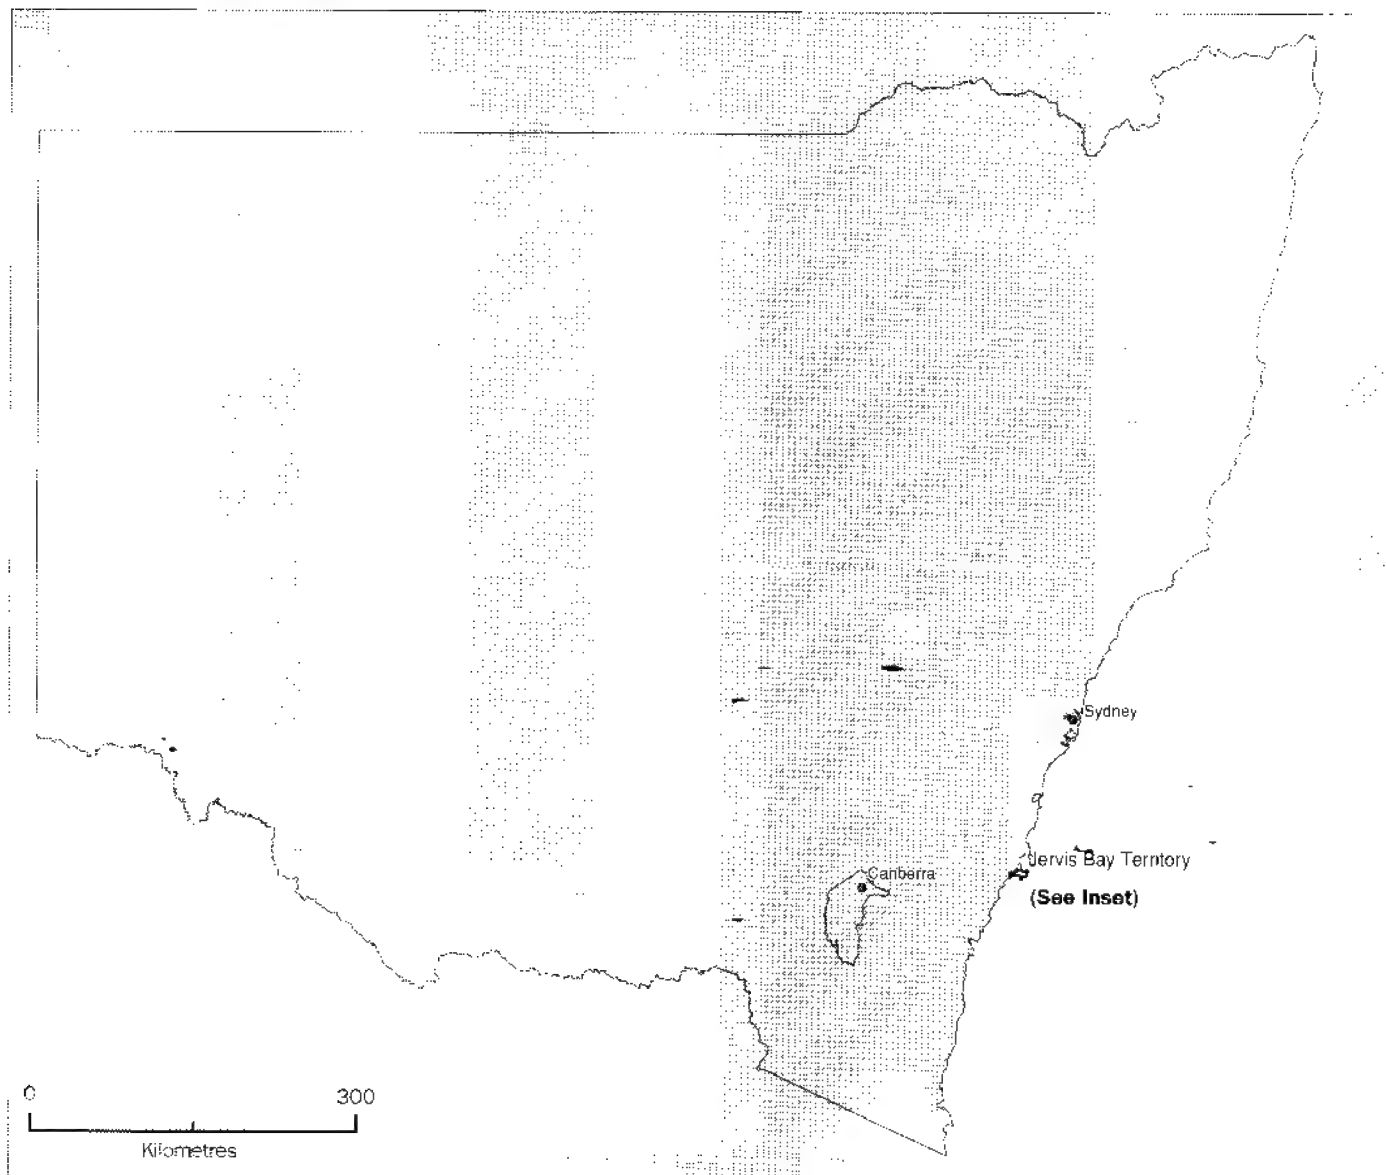 Sydney
Jervis Bay Territory
Canberra
(See Inset)
0 300
Kilometres